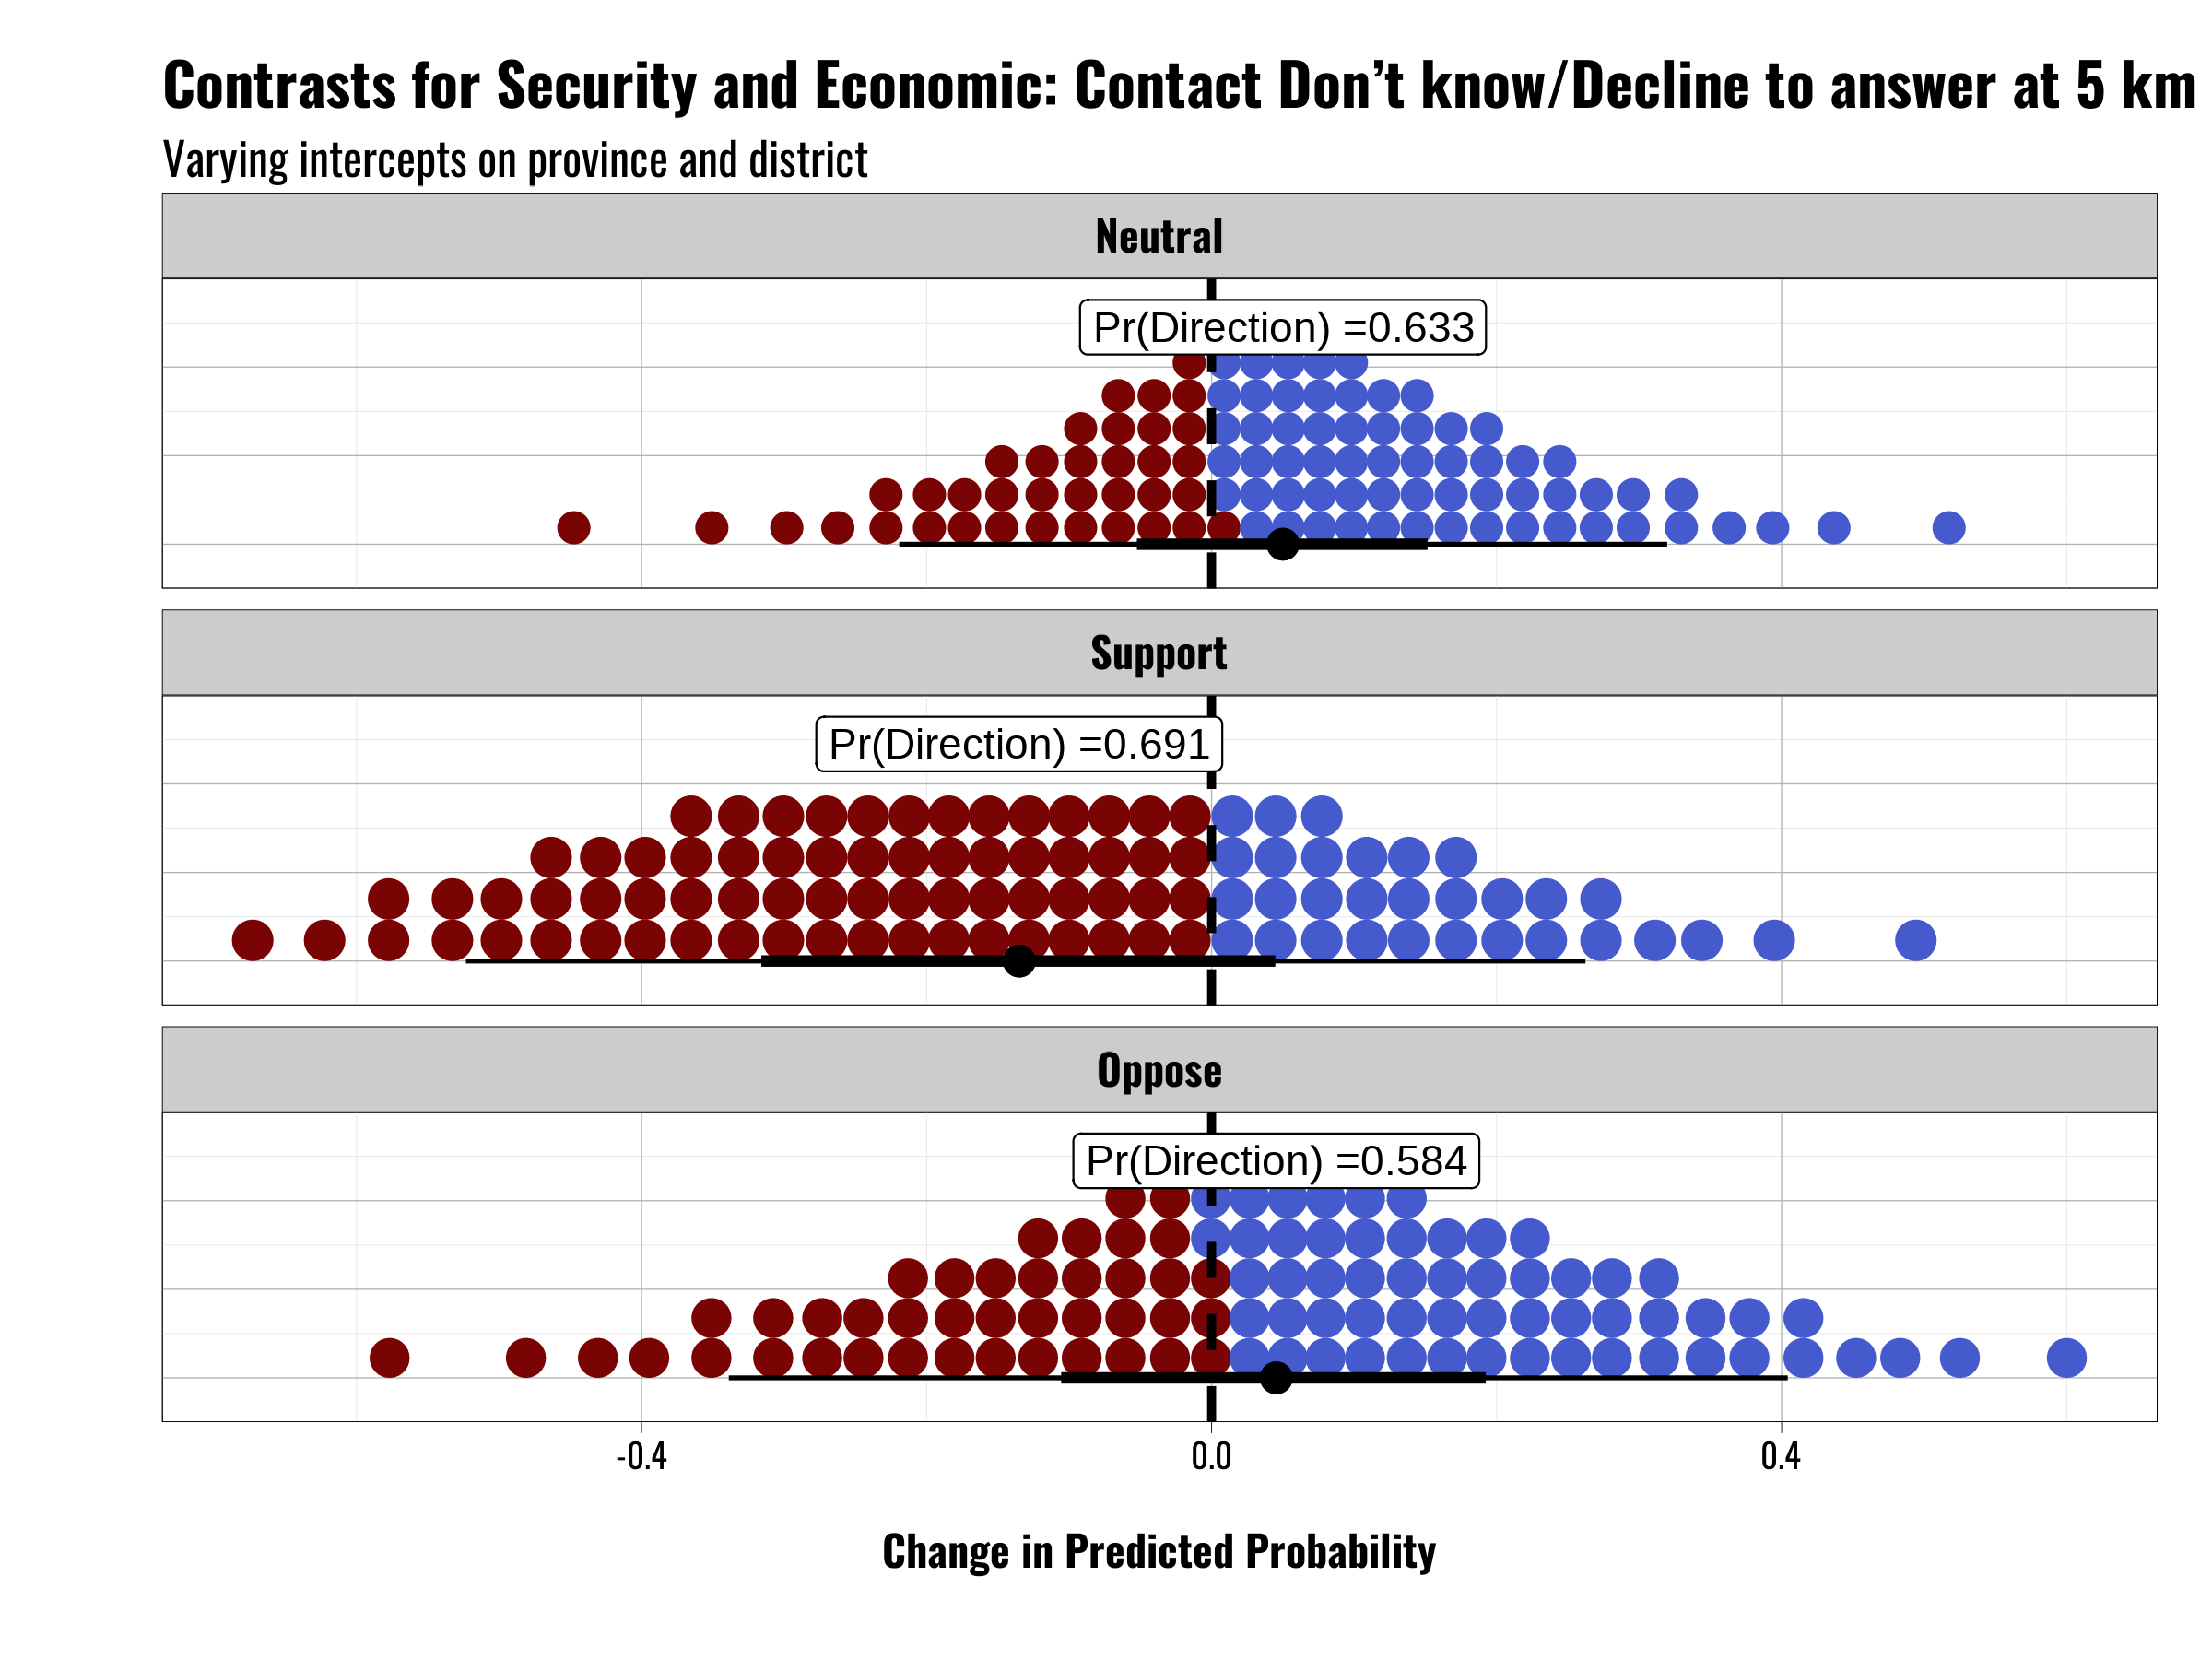 Contrasts for Security and Economic: Contact Don’t know/Decline to answer at 5 km
Varying intercepts on province and district
Neutral
Pr(Direction) =0.633
Support
Pr(Direction) =0.691
Oppose
Pr(Direction) =0.584
-0.4 0.0 0.4
Change in Predicted Probability